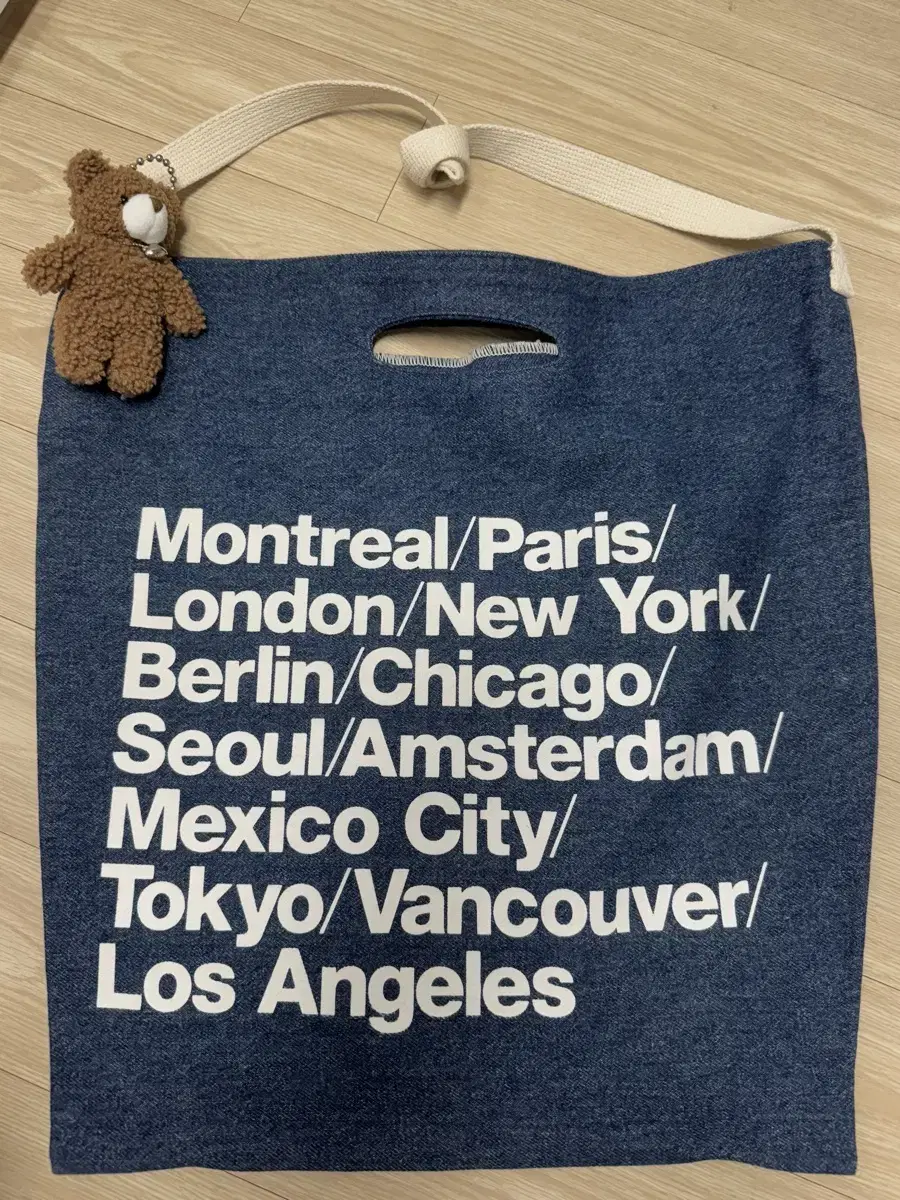 Montreal/Paris/
London/New York/
Berlin/Chicago/
Seoul/Amsterdam/
Mexico City/
Tokyo/Vancouver/
Los Angeles